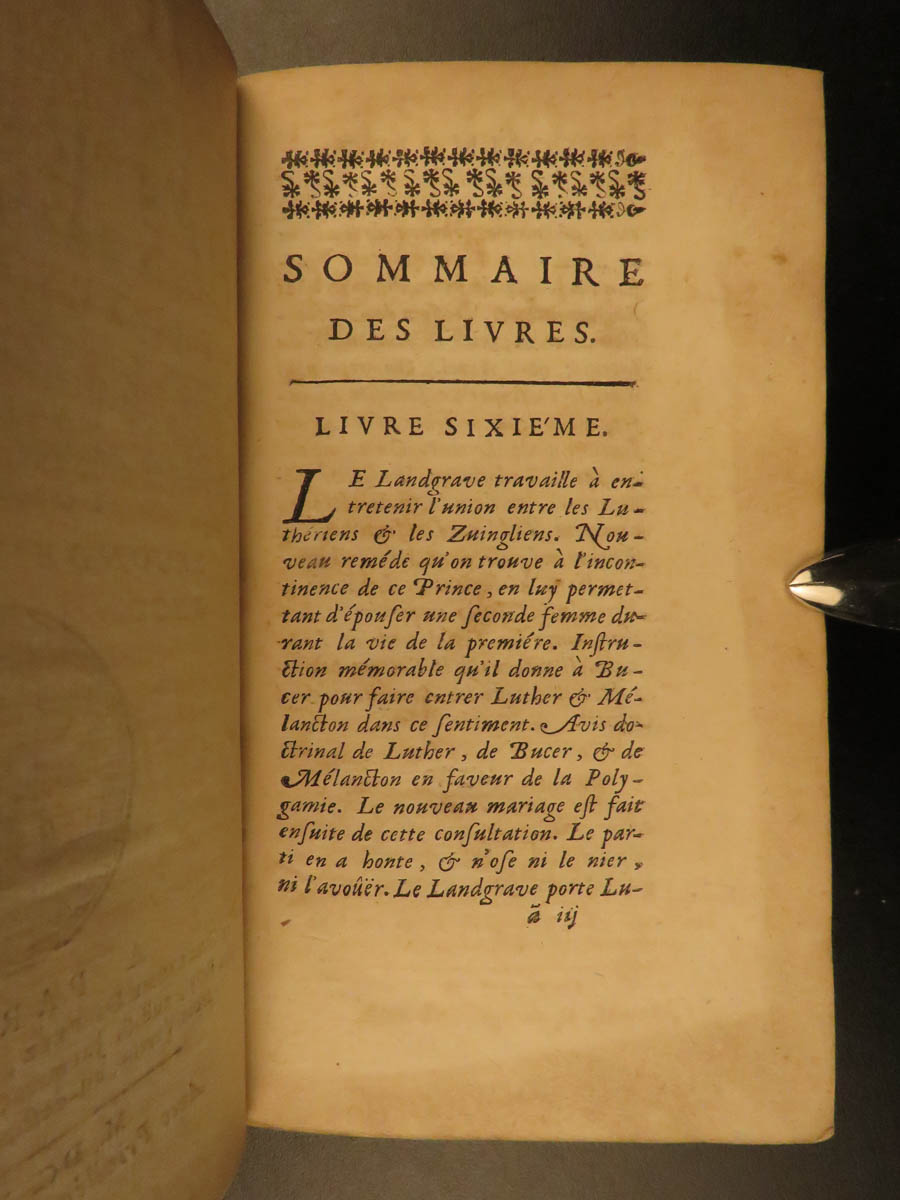 SOMMAIRE
DES LIVRES.
LIVRE SIXIE'ME.
LE Landgrave travaille à en-
tretenir l'union entre les Lu-
thériens & les Zuingliens. Nou-
veau reméde qu'on trouve à l'incon-
tinence de ce Prince, en luy permet-
tant d'épouſer une ſeconde femme du-
rant la vie de la premiére. Inſtru-
ction mémorable qu'il donne à Bu-
cer pour faire entrer Luther & Mé-
lancton dans ce ſentiment. Avis do-
ctrinal de Luther, de Bucer, & de
Mélancton en faveur de la Poly-
gamie. Le nouveau mariage eſt fait
enſuite de cette conſultation. Le par-
ti en a honte, & n'oſe ni le nier,
ni l'avoûër. Le Landgrave porte Lu-
ã iij